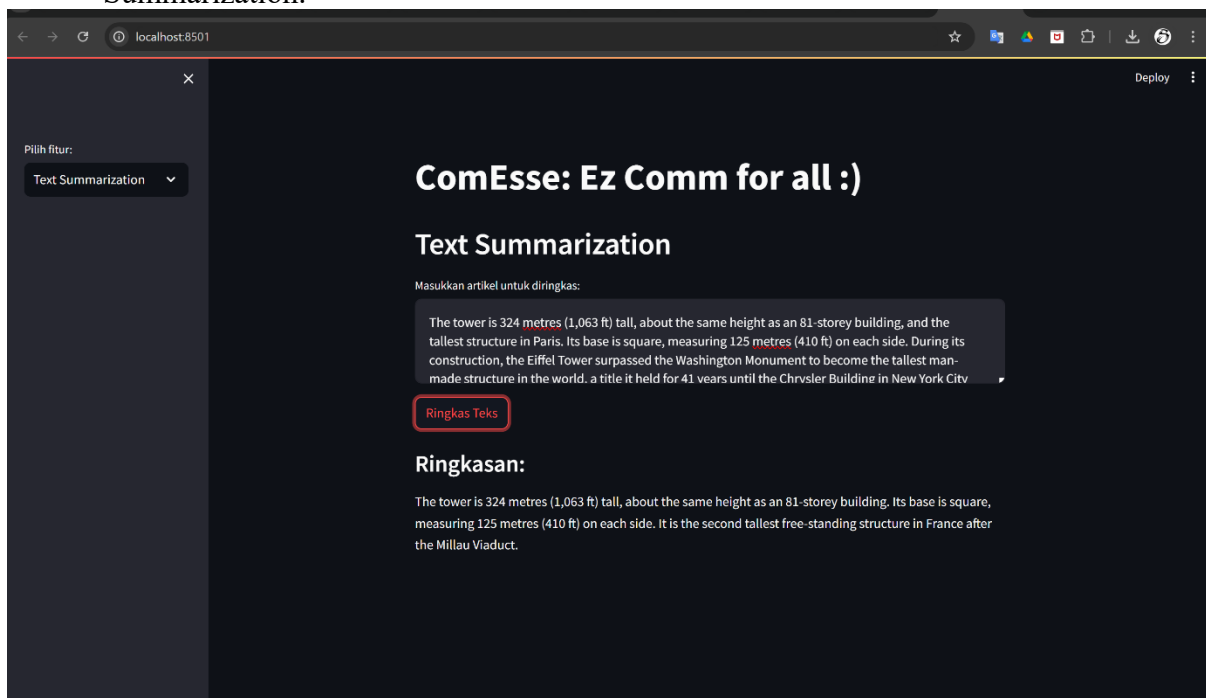 Summarization.
localhost:8501
Deploy
Pilih fitur:
Text Summarization
ComEsse: Ez Comm for all :)
Text Summarization
Masukkan artikel untuk diringkas:
The tower is 324 metres (1,063 ft) tall, about the same height as an 81-storey building, and the
tallest structure in Paris. Its base is square, measuring 125 metres (410 ft) on each side. During its
construction, the Eiffel Tower surpassed the Washington Monument to become the tallest man-
made structure in the world, a title it held for 41 years until the Chrysler Building in New York City
Ringkas Teks
Ringkasan:
The tower is 324 metres (1,063 ft) tall, about the same height as an 81-storey building. Its base is square,
measuring 125 metres (410 ft) on each side. It is the second tallest free-standing structure in France after
the Millau Viaduct.